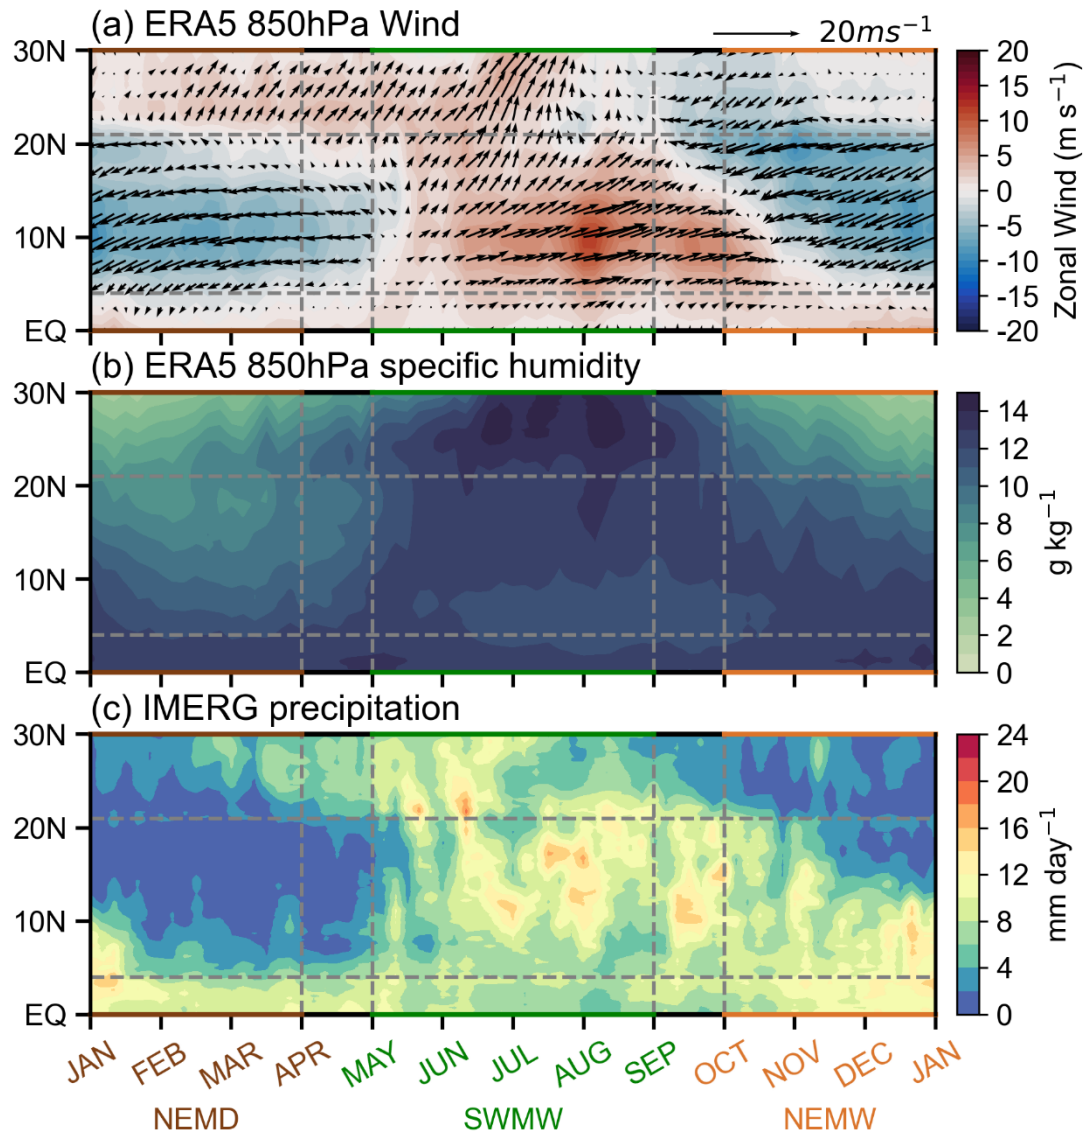 (a) ERA5 850hPa Wind
20ms⁻¹
30N
20N
10N
EQ
20
15
10
5
0
-5
-10
-15
-20
Zonal Wind (m s⁻¹)
(b) ERA5 850hPa specific humidity
30N
20N
10N
EQ
14
12
10
8
6
4
2
0
g kg⁻¹
(c) IMERG precipitation
30N
20N
10N
EQ
24
20
16
12
8
4
0
mm day⁻¹
JAN FEB MAR APR MAY JUN JUL AUG SEP OCT NOV DEC JAN
NEMD SWMW NEMW